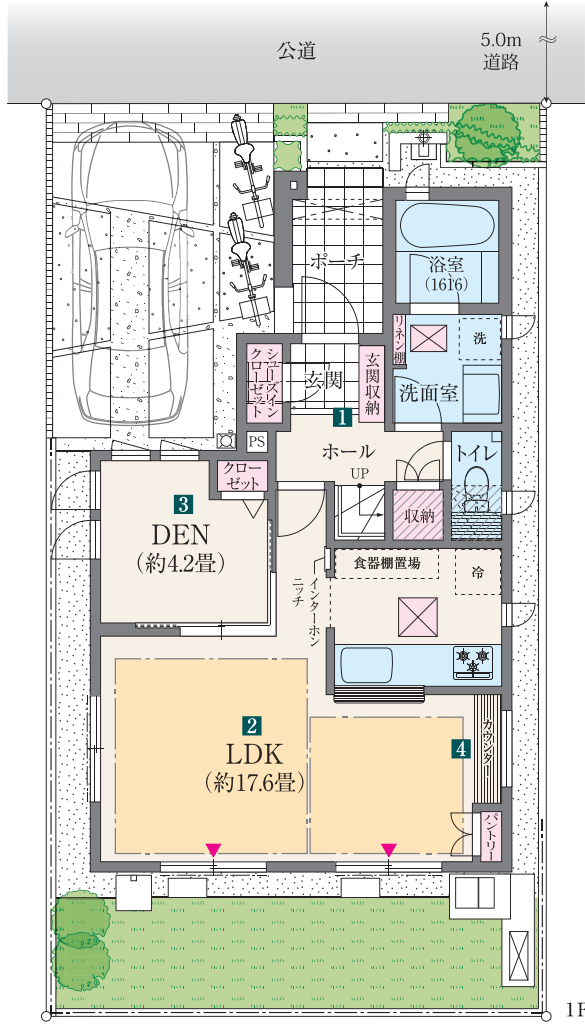 公道
5.0m
道路
ポーチ
浴室
(1616)
リネン棚
洗
シューズイン
クローゼット
玄関
玄関収納
洗面室
1
PS
ホール
UP
トイレ
クロー
ゼット
収納
3
DEN
(約4.2畳)
食器棚置場
冷
インターホン
ニッチ
2
LDK
(約17.6畳)
4
カウンター
パントリー
1F